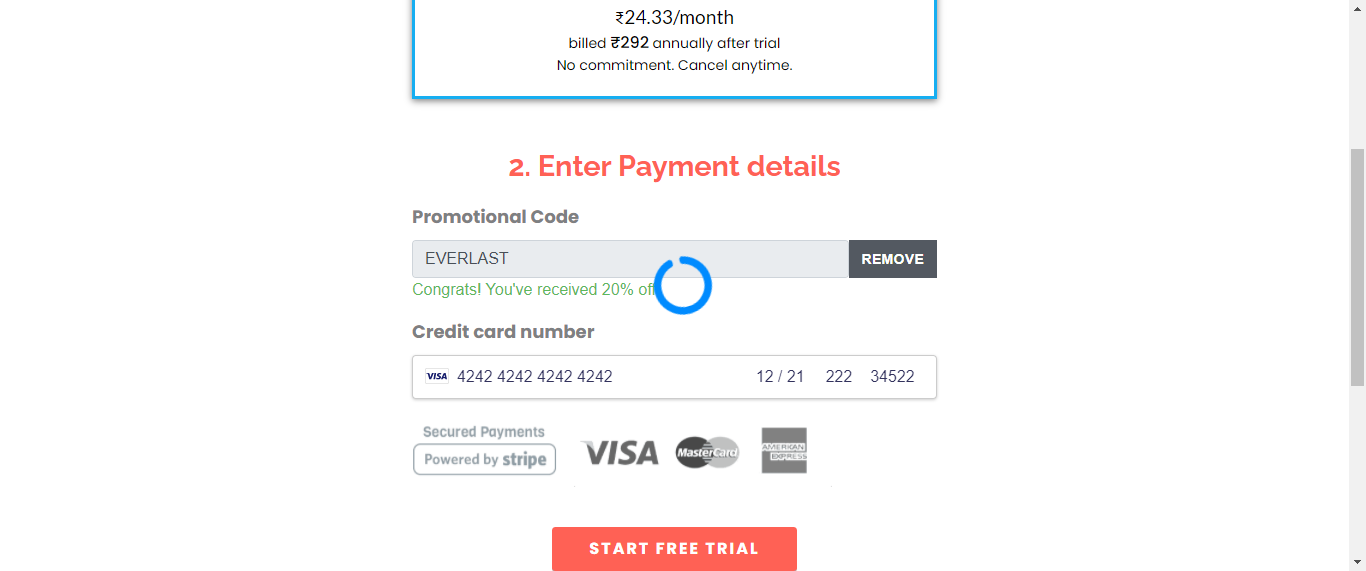 ₹24.33/month
billed ₹292 annually after trial
No commitment. Cancel anytime.
2. Enter Payment details
Promotional Code
EVERLAST
REMOVE
Congrats! You've received 20% off
Credit card number
VISA 4242 4242 4242 4242 12 / 21 222 34522
Secured Payments
Powered by stripe
VISA MasterCard AMERICAN EXPRESS
START FREE TRIAL